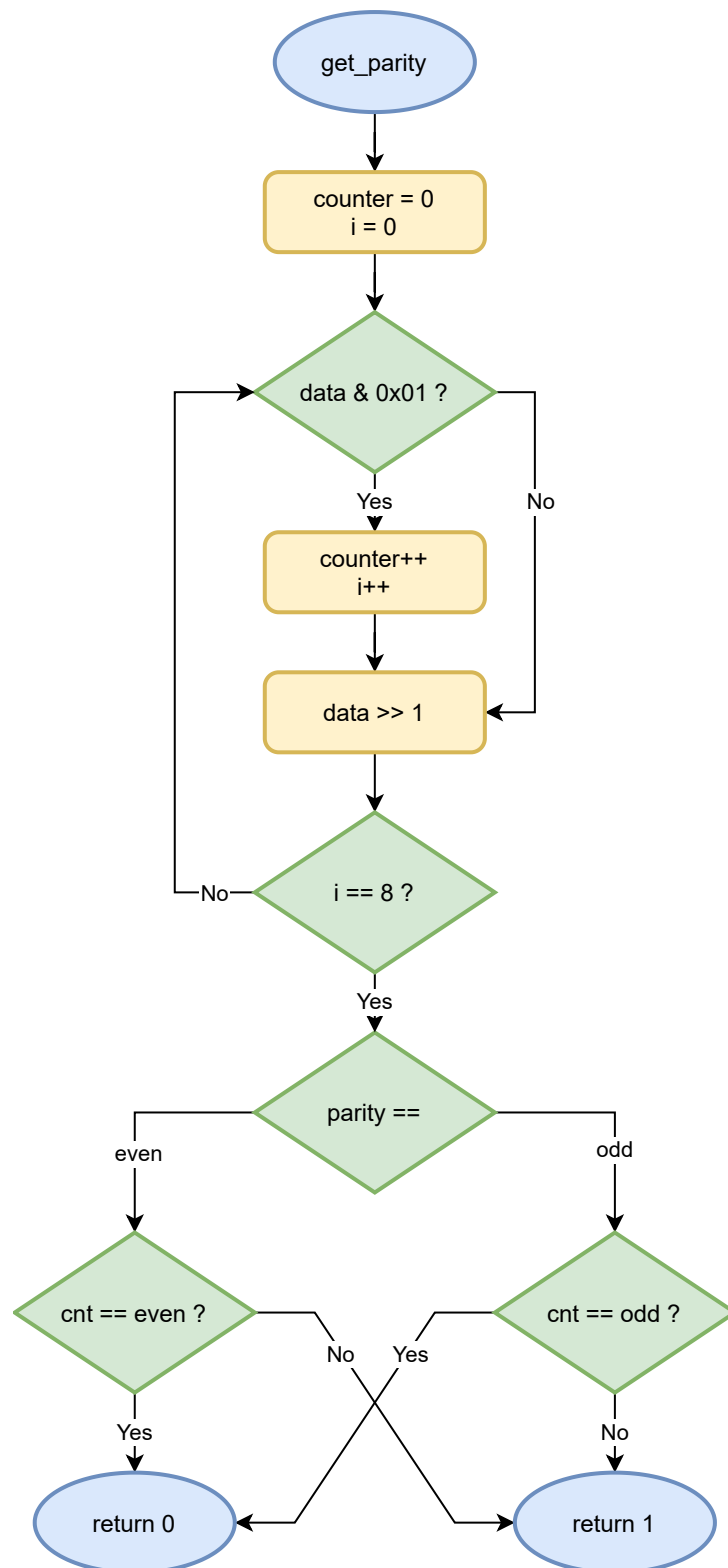 get_parity
counter = 0
i = 0
data & 0x01 ?
Yes
No
counter++
i++
data >> 1
i == 8 ?
No
Yes
parity ==
even
odd
cnt == even ?
cnt == odd ?
No
Yes
Yes
No
return 0
return 1